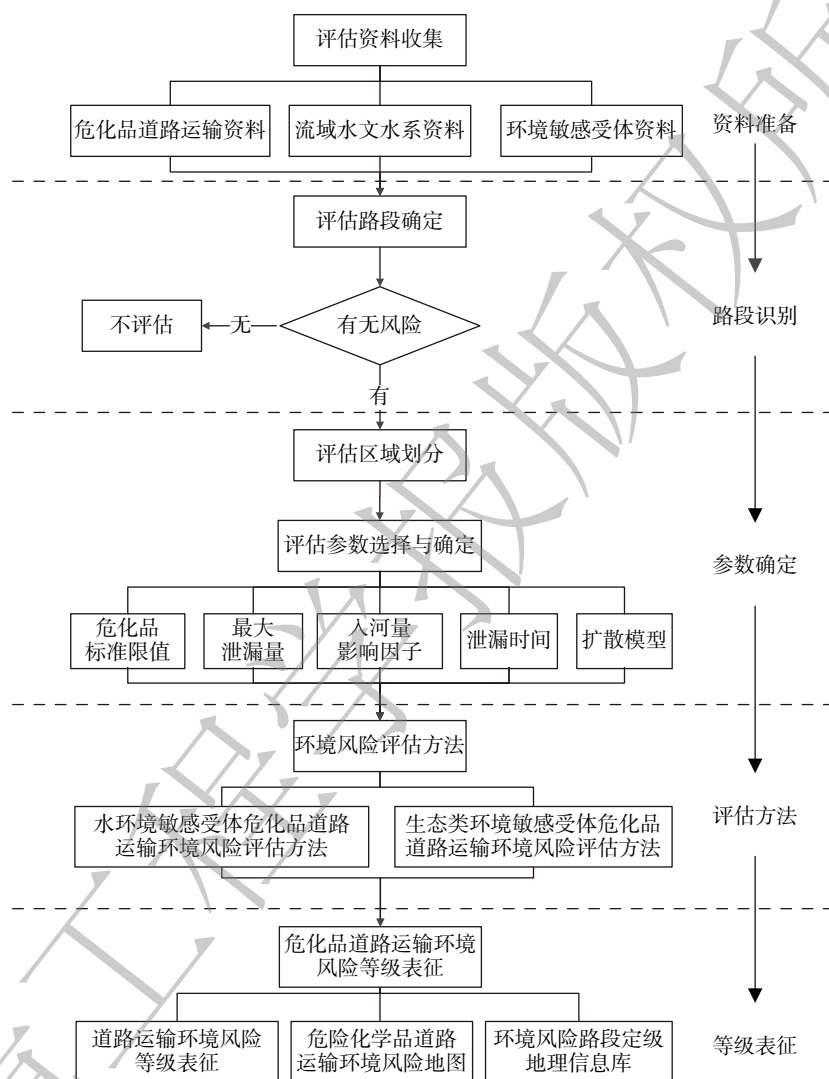 评估资料收集
危化品道路运输资料
流域水文水系资料
环境敏感受体资料
资料准备
评估路段确定
不评估
无
有无风险
路段识别
有
评估区域划分
评估参数选择与确定
参数确定
危化品
标准限值
最大
泄漏量
入河量
影响因子
泄漏时间
扩散模型
环境风险评估方法
水环境敏感受体危化品道路
运输环境风险评估方法
生态类环境敏感受体危化品
道路运输环境风险评估方法
评估方法
危化品道路运输环境
风险等级表征
道路运输环境风险
等级表征
危险化学品道路
运输环境风险地图
环境风险路段定级
地理信息库
等级表征
工程学报版权所